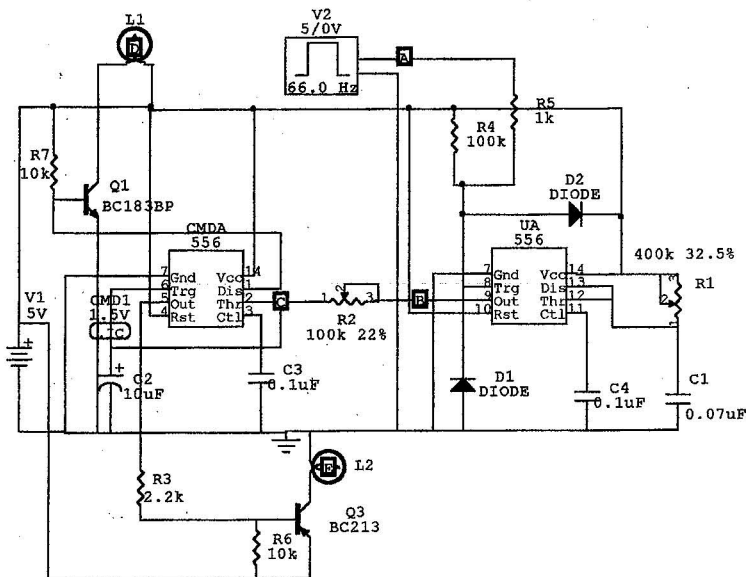 L1
D
V2
5/0V
66.0 Hz
A
R5
1k
R4
100k
R7
10k
Q1
BC183BP
D2
DIODE
CMDA
556
7 Gnd Vcc 14
6 Trg Dis 1
5 Out Thr 2
4 Rst Ctl 3
UA
556
7 Gnd Vcc 14
8 Trg Dis 13
9 Out Thr 12
10 Rst Ctl 11
400k 32.5%
R1
3
2
1
V1
5V
CMD1
1.5V
IC
C
1 2 3
R2
100k 22%
B
+
+
C2
10uF
C3
0.1uF
D1
DIODE
C4
0.1uF
C1
0.07uF
E
L2
R3
2.2k
Q3
BC213
R6
10k